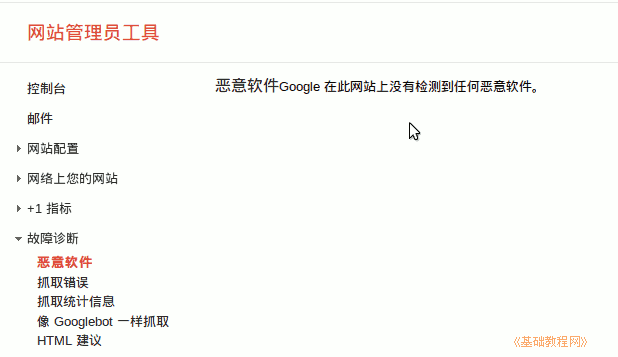 网站管理员工具
控制台
恶意软件Google 在此网站上没有检测到任何恶意软件。
邮件
网站配置
网络上您的网站
+1 指标
故障诊断
恶意软件
抓取错误
抓取统计信息
像 Googlebot 一样抓取
HTML 建议
《基础教程网》